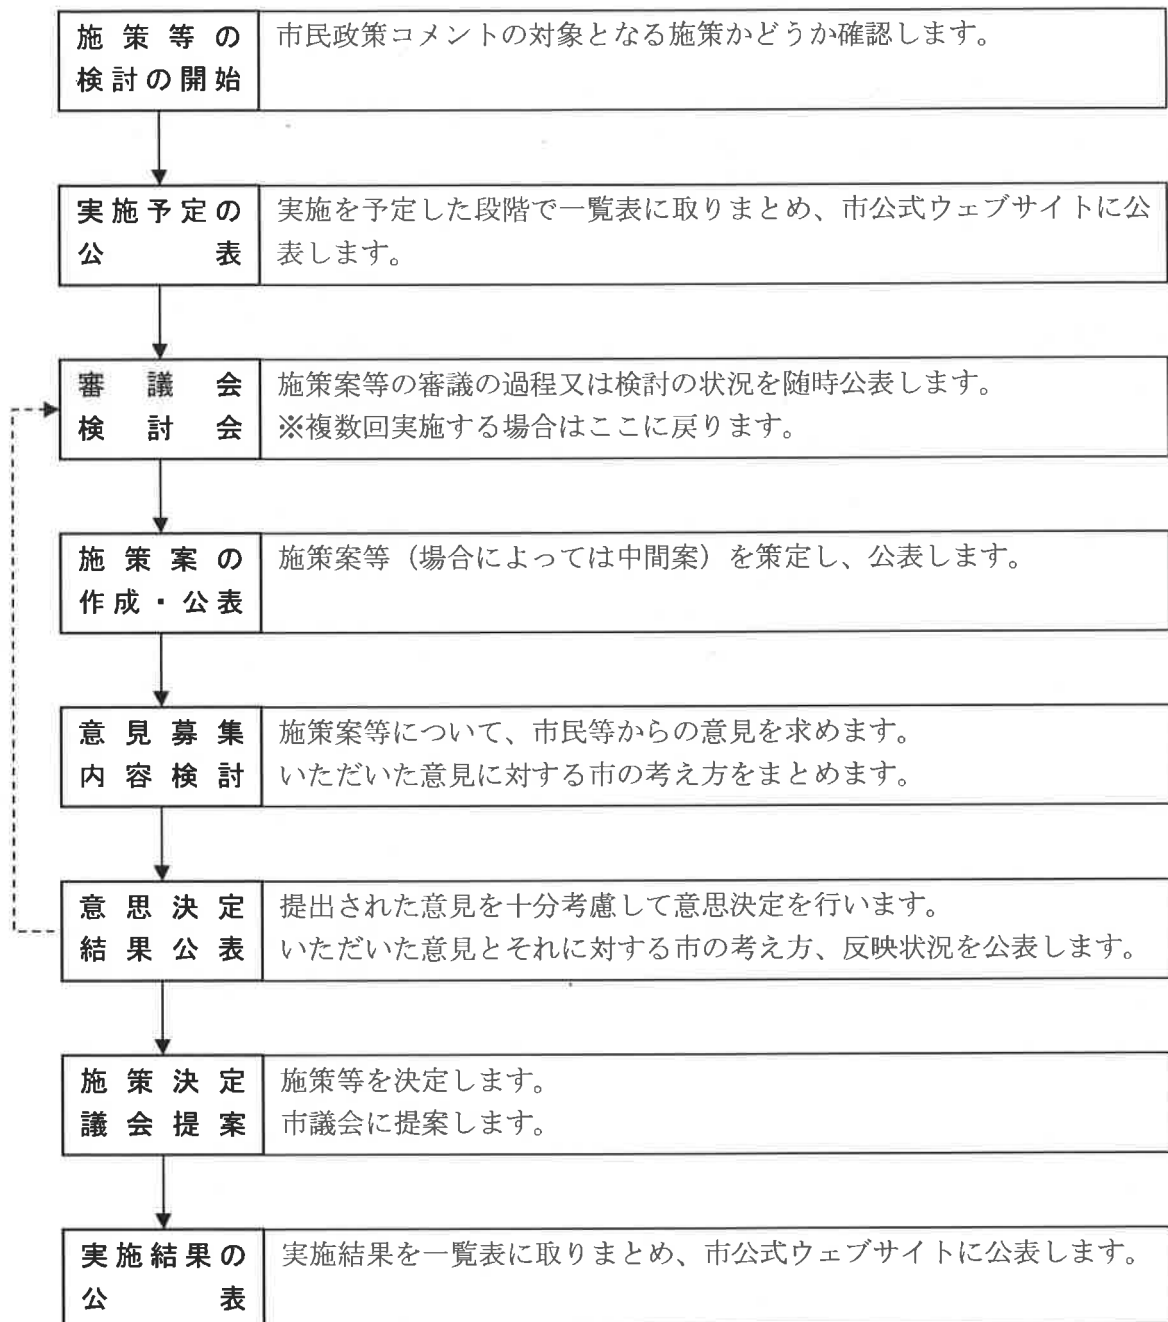 施策等の
検討の開始
市民政策コメントの対象となる施策かどうか確認します。
実施予定の
公表
実施を予定した段階で一覧表に取りまとめ、市公式ウェブサイトに公
表します。
審議会
検討会
施策案等の審議の過程又は検討の状況を随時公表します。
※複数回実施する場合はここに戻ります。
施策案の
作成・公表
施策案等（場合によっては中間案）を策定し、公表します。
意見募集
内容検討
施策案等について、市民等からの意見を求めます。
いただいた意見に対する市の考え方をまとめます。
意思決定
結果公表
提出された意見を十分考慮して意思決定を行います。
いただいた意見とそれに対する市の考え方、反映状況を公表します。
施策決定
議会提案
施策等を決定します。
市議会に提案します。
実施結果の
公表
実施結果を一覧表に取りまとめ、市公式ウェブサイトに公表します。